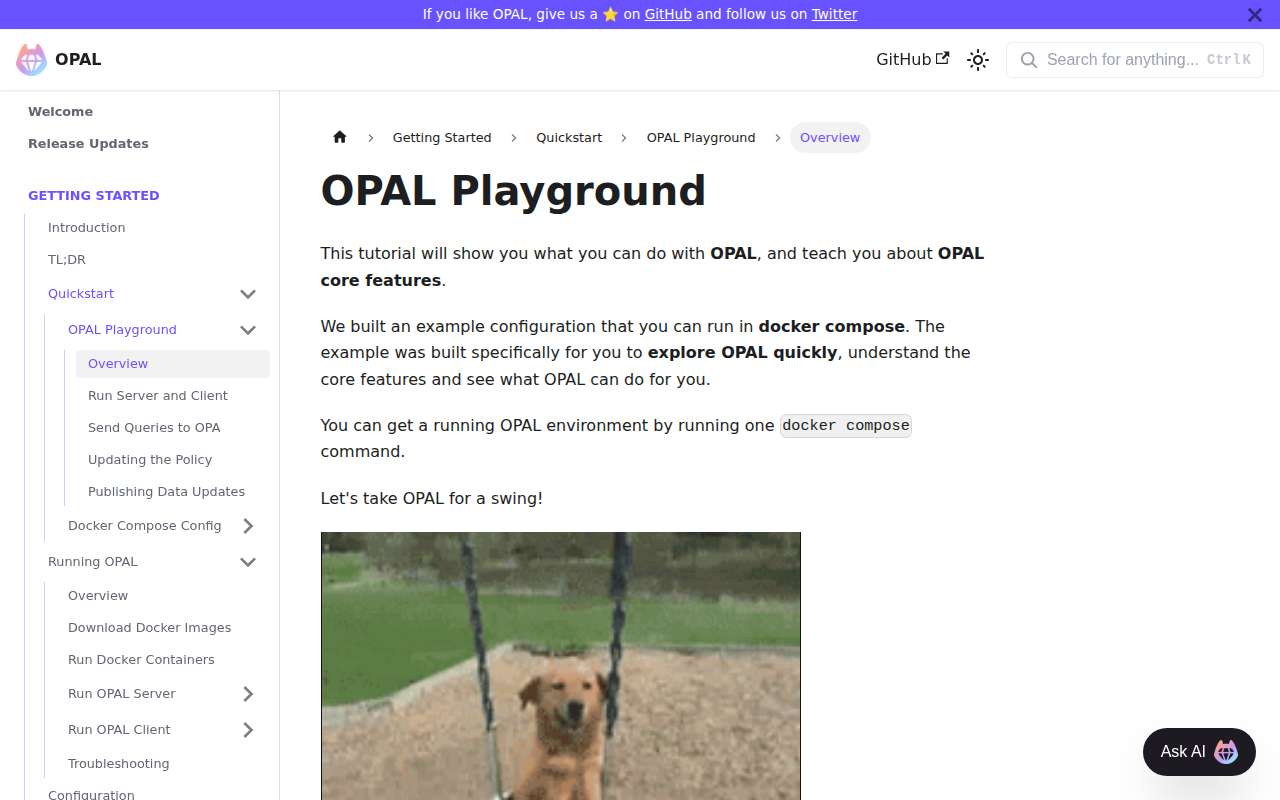 If you like OPAL, give us a ⭐ on GitHub and follow us on Twitter
OPAL
GitHub
Search for anything...
Ctrl K
Welcome
Release Updates
GETTING STARTED
Introduction
TL;DR
Quickstart
OPAL Playground
Overview
Run Server and Client
Send Queries to OPA
Updating the Policy
Publishing Data Updates
Docker Compose Config
Running OPAL
Overview
Download Docker Images
Run Docker Containers
Run OPAL Server
Run OPAL Client
Troubleshooting
Configuration
Getting Started
Quickstart
OPAL Playground
Overview
OPAL Playground
This tutorial will show you what you can do with OPAL, and teach you about OPAL
core features.
We built an example configuration that you can run in docker compose. The
example was built specifically for you to explore OPAL quickly, understand the
core features and see what OPAL can do for you.
You can get a running OPAL environment by running one docker compose
command.
Let's take OPAL for a swing!
Ask AI